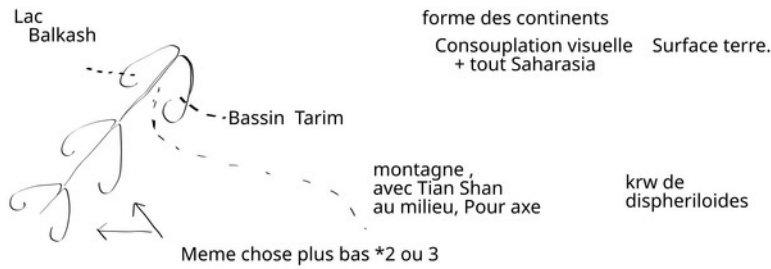 Lac
Balkash
forme des continents
Consouplation visuelle
+ tout Saharasia
Surface terre.
Bassin Tarim
montagne ,
avec Tian Shan
au milieu, Pour axe
krw de
dispheriloides
Meme chose plus bas *2 ou 3